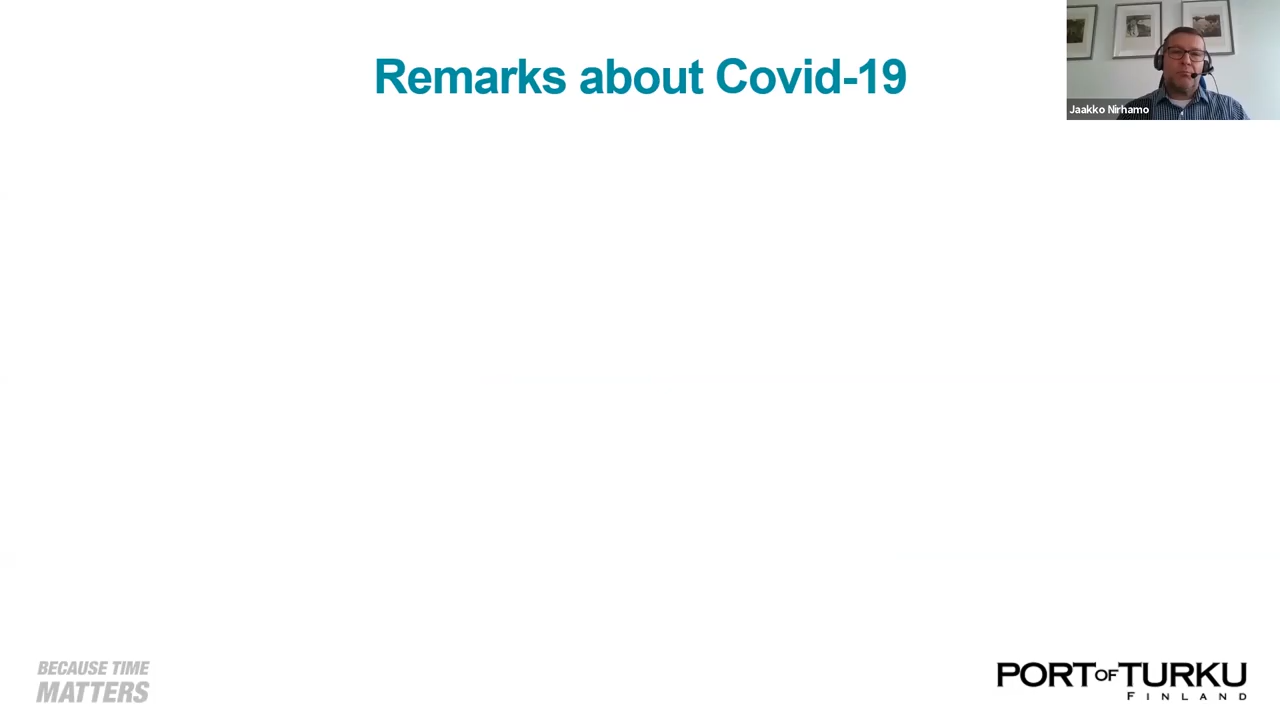 Remarks about Covid-19
Jaakko Nirhamo
BECAUSE TIME
MATTERS
PORT OF TURKU
FINLAND